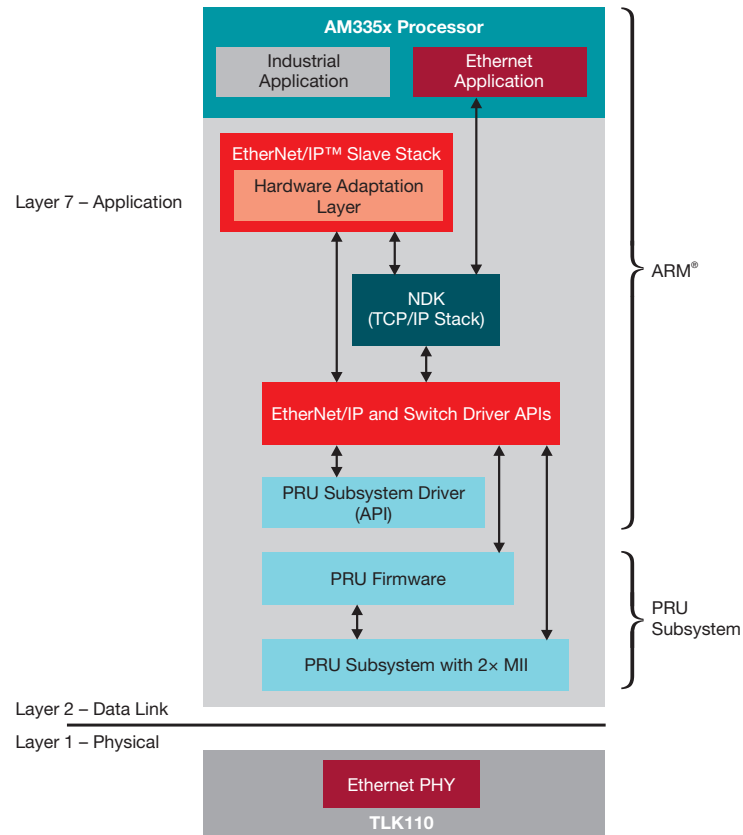 AM335x Processor
Industrial
Application
Ethernet
Application
EtherNet/IP™ Slave Stack
Hardware Adaptation
Layer
Layer 7 – Application
NDK
(TCP/IP Stack)
ARM®
EtherNet/IP and Switch Driver APIs
PRU Subsystem Driver
(API)
PRU Firmware
PRU
Subsystem
PRU Subsystem with 2× MII
Layer 2 – Data Link
Layer 1 – Physical
Ethernet PHY
TLK110